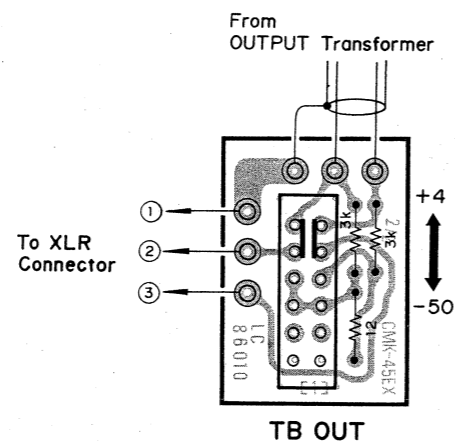 From
OUTPUT Transformer
+4
3k
2
3k
①
To XLR
Connector
②
③
-50
12
LC
86010
CMK-45EX
TB OUT